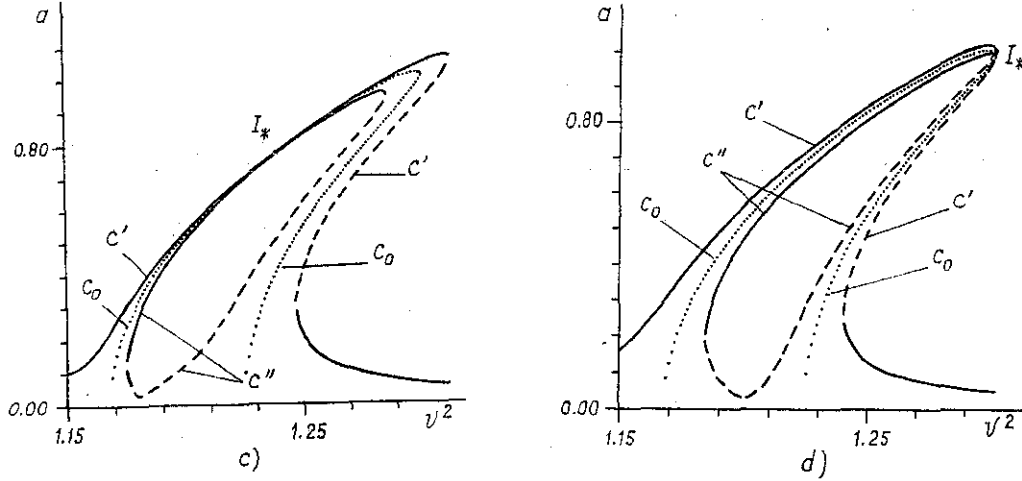 a
I*
0.80
C'
C'
C₀
C₀
C''
0.00
1.15
1.25
ν²
c)
a
I*
0.80
C'
C''
C₀
C'
C₀
0.00
1.15
1.25
ν²
d)